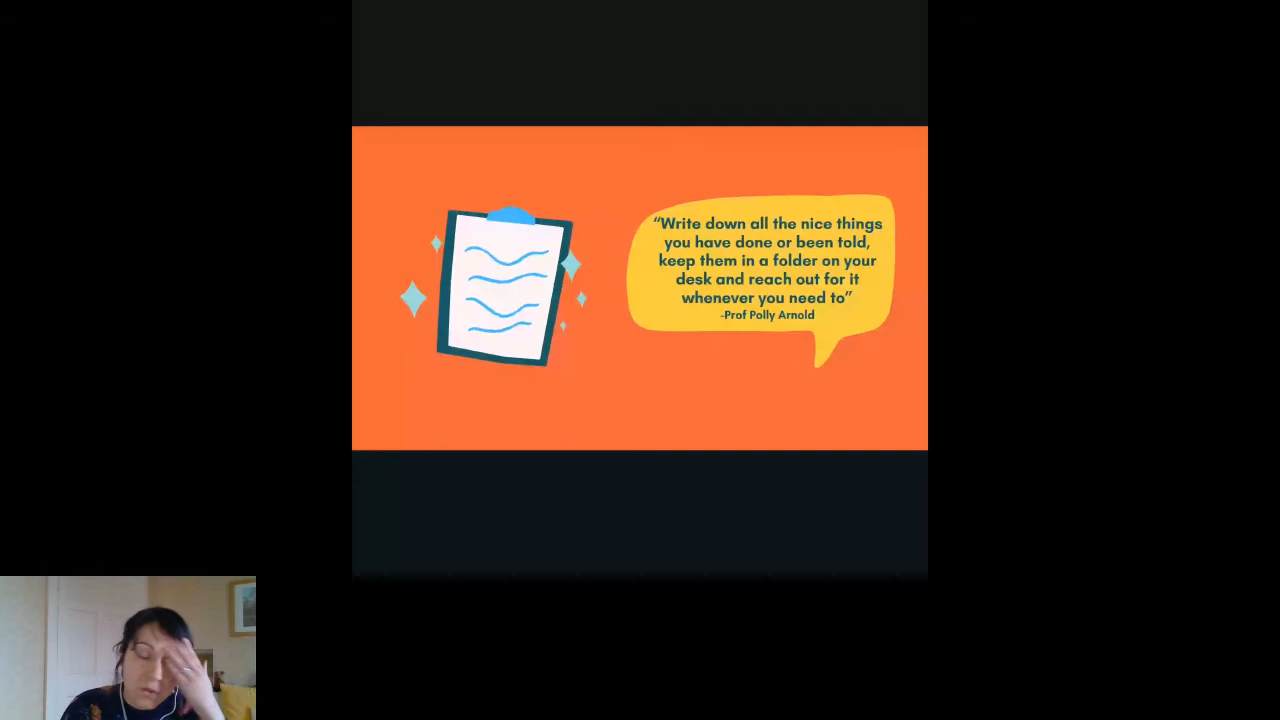 “Write down all the nice things
you have done or been told,
keep them in a folder on your
desk and reach out for it
whenever you need to”
-Prof Polly Arnold